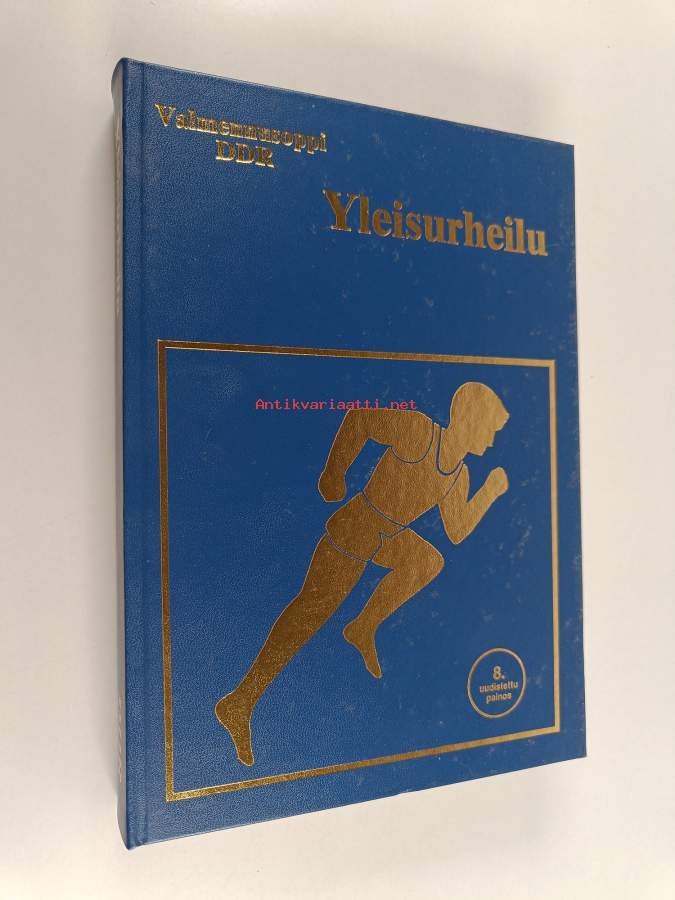 Valmennusoppi
DDR
Yleisurheilu
Antikvariaatti.net
8.
uudistettu
painos